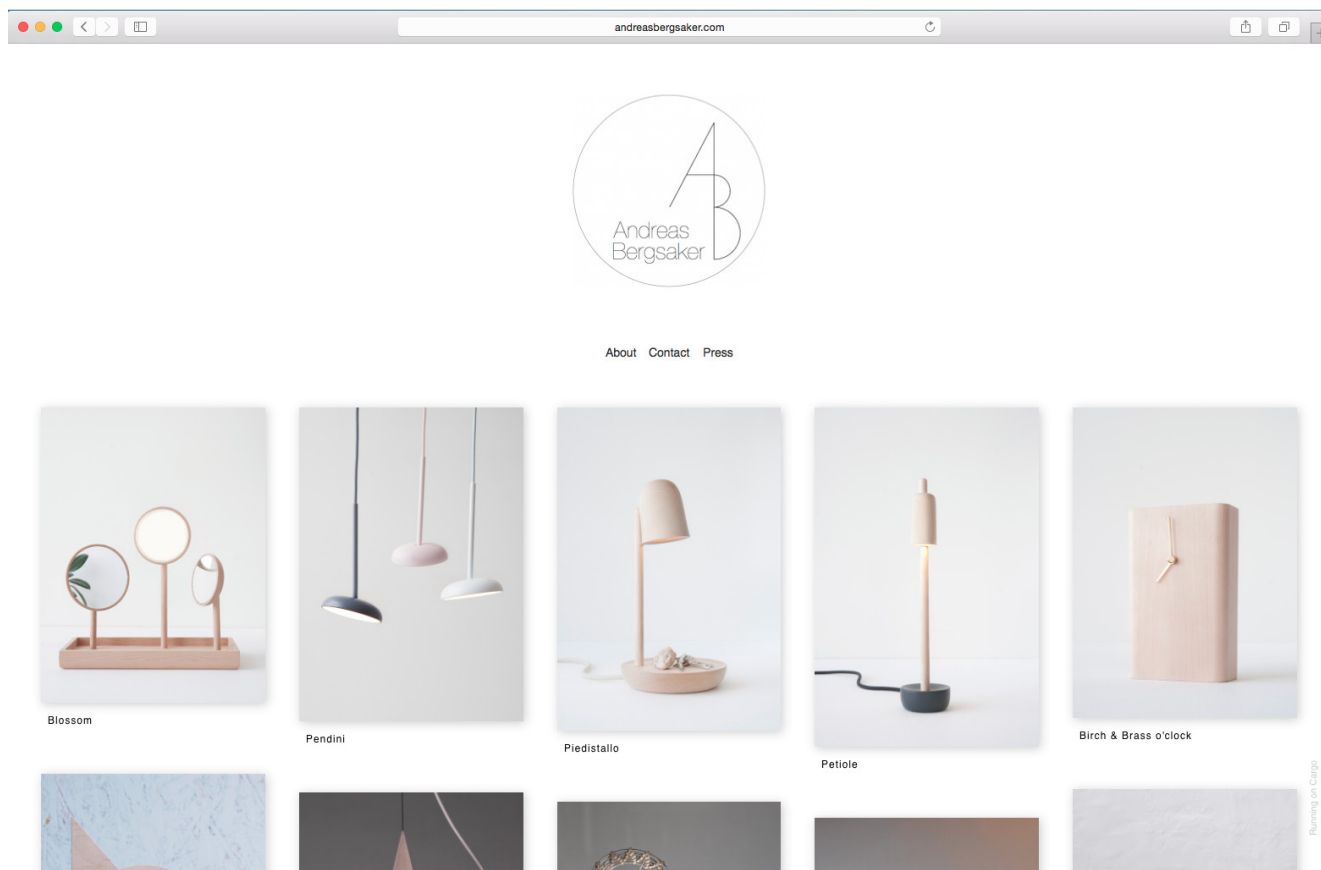 andreasbergsaker.com
Andreas
Bergsaker
About Contact Press
Blossom
Pendini
Piedistallo
Petiole
Birch & Brass o'clock
Running on Cargo